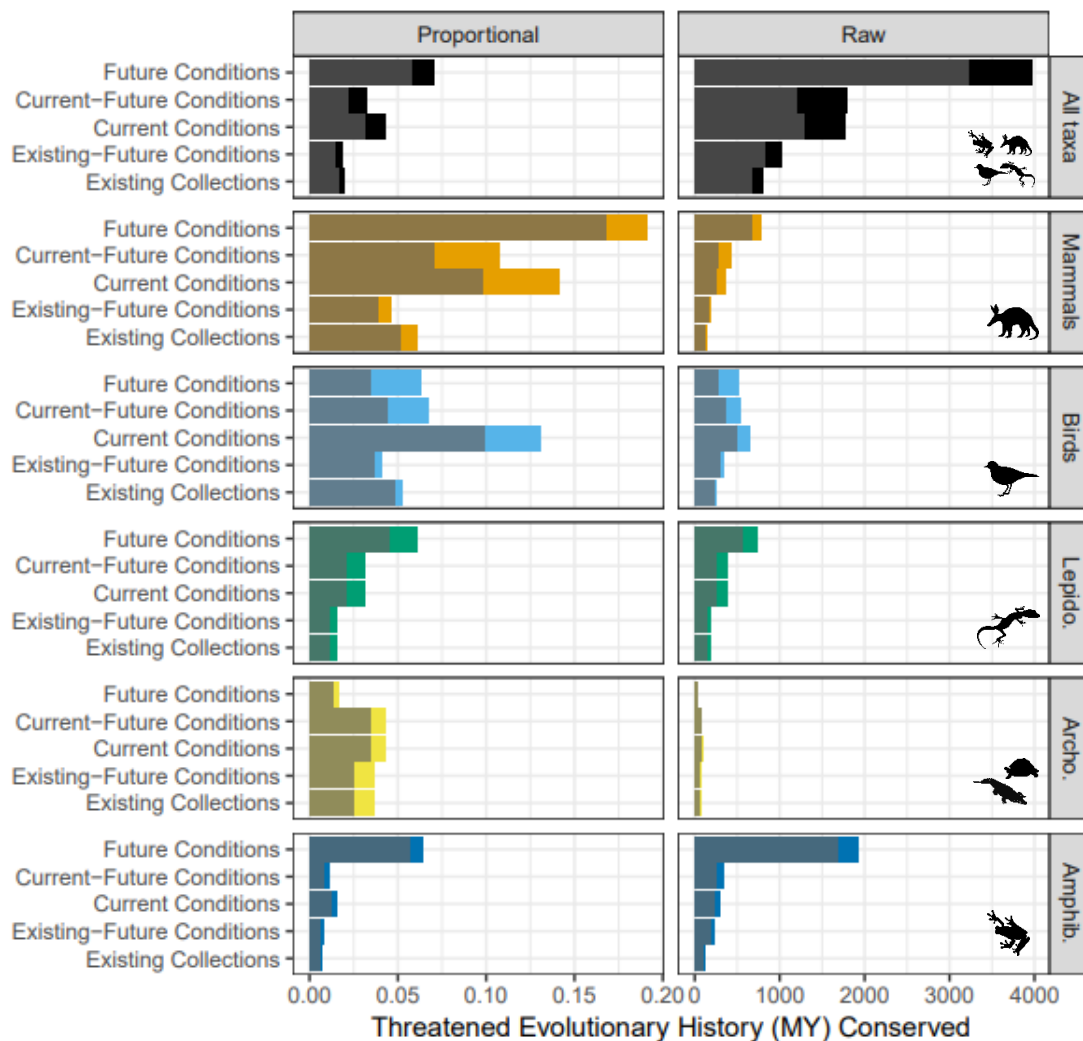 Proportional Raw
Future Conditions
Current-Future Conditions
Current Conditions
Existing-Future Conditions
Existing Collections
All taxa
Future Conditions
Current-Future Conditions
Current Conditions
Existing-Future Conditions
Existing Collections
Mammals
Future Conditions
Current-Future Conditions
Current Conditions
Existing-Future Conditions
Existing Collections
Birds
Future Conditions
Current-Future Conditions
Current Conditions
Existing-Future Conditions
Existing Collections
Lepido.
Future Conditions
Current-Future Conditions
Current Conditions
Existing-Future Conditions
Existing Collections
Archo.
Future Conditions
Current-Future Conditions
Current Conditions
Existing-Future Conditions
Existing Collections
Amphib.
0.00 0.05 0.10 0.15 0.20 0 1000 2000 3000 4000
Threatened Evolutionary History (MY) Conserved